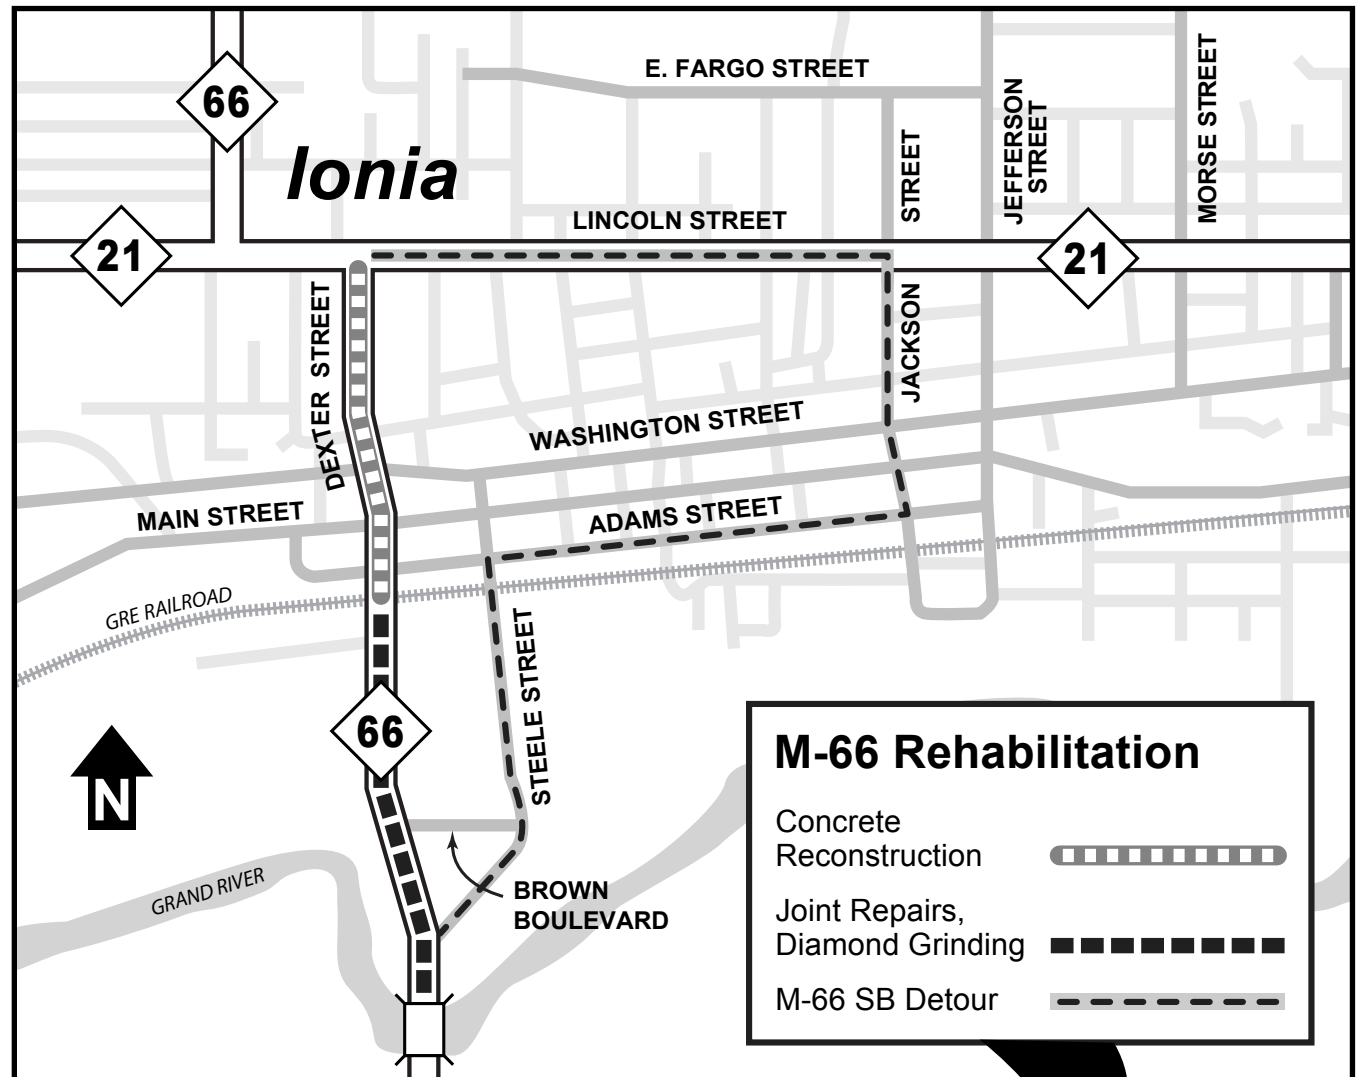 E. FARGO STREET
66
Ionia
LINCOLN STREET
STREET
JEFFERSON
STREET
MORSE STREET
21
21
DEXTER STREET
JACKSON
WASHINGTON STREET
MAIN STREET
ADAMS STREET
GRE RAILROAD
STEELE STREET
66
N
GRAND RIVER
BROWN
BOULEVARD
M-66 Rehabilitation
Concrete
Reconstruction
Joint Repairs,
Diamond Grinding
M-66 SB Detour